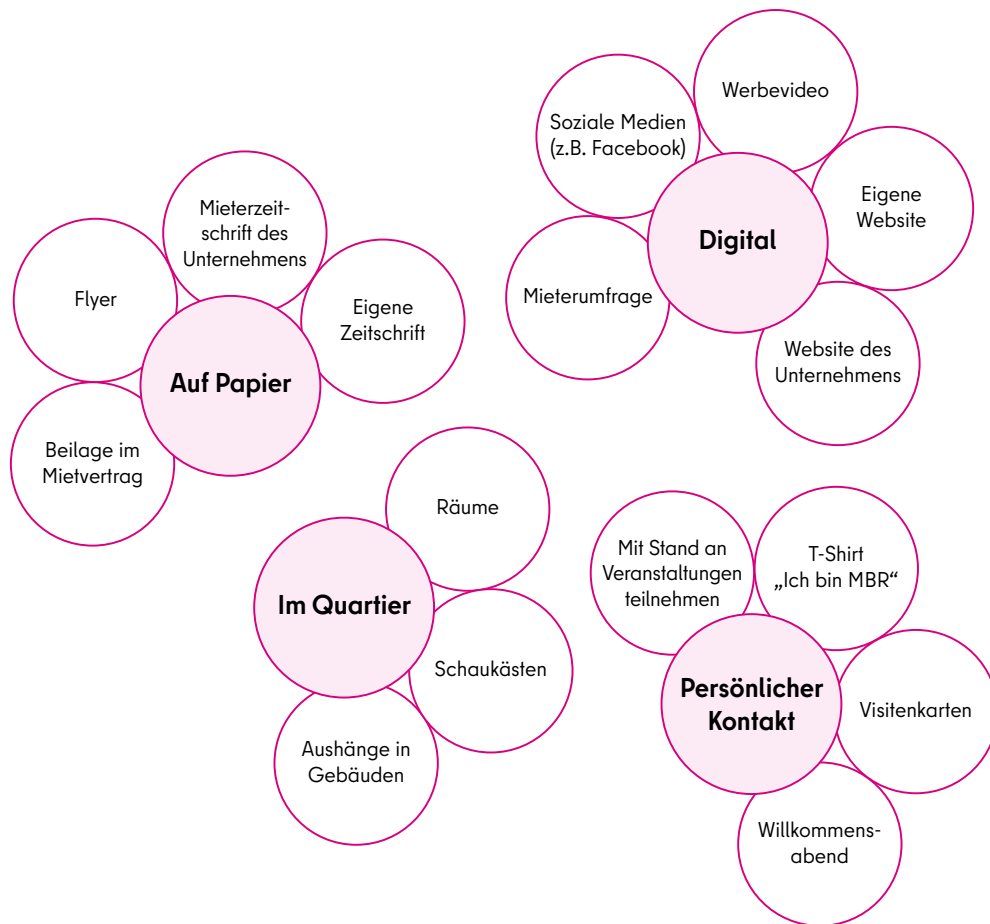 Werbevideo
Soziale Medien
(z.B. Facebook)
Eigene
Website
Digital
Mieterumfrage
Website des
Unternehmens
Mieterzeit-
schrift des
Unternehmens
Flyer
Eigene
Zeitschrift
Auf Papier
Beilage im
Mietvertrag
Räume
Im Quartier
Schaukästen
Aushänge in
Gebäuden
Mit Stand an
Veranstaltungen
teilnehmen
T-Shirt
„Ich bin MBR“
Persönlicher
Kontakt
Visitenkarten
Willkommens-
abend